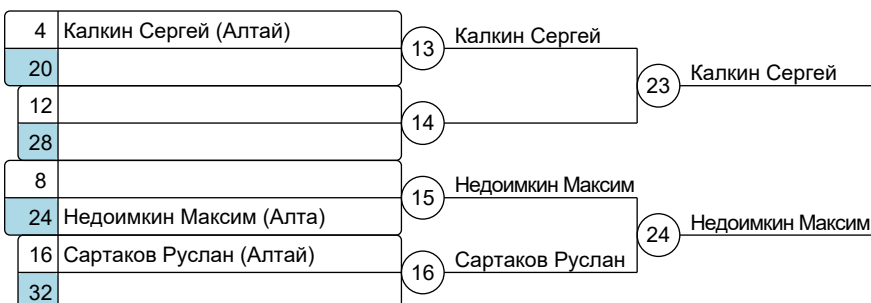 4 Калкин Сергей (Алтай)
20
13 Калкин Сергей
23 Калкин Сергей
12
28
14
8
24 Недоимкин Максим (Алта)
15 Недоимкин Максим
24 Недоимкин Максим
16 Сартаков Руслан (Алтай)
32
16 Сартаков Руслан